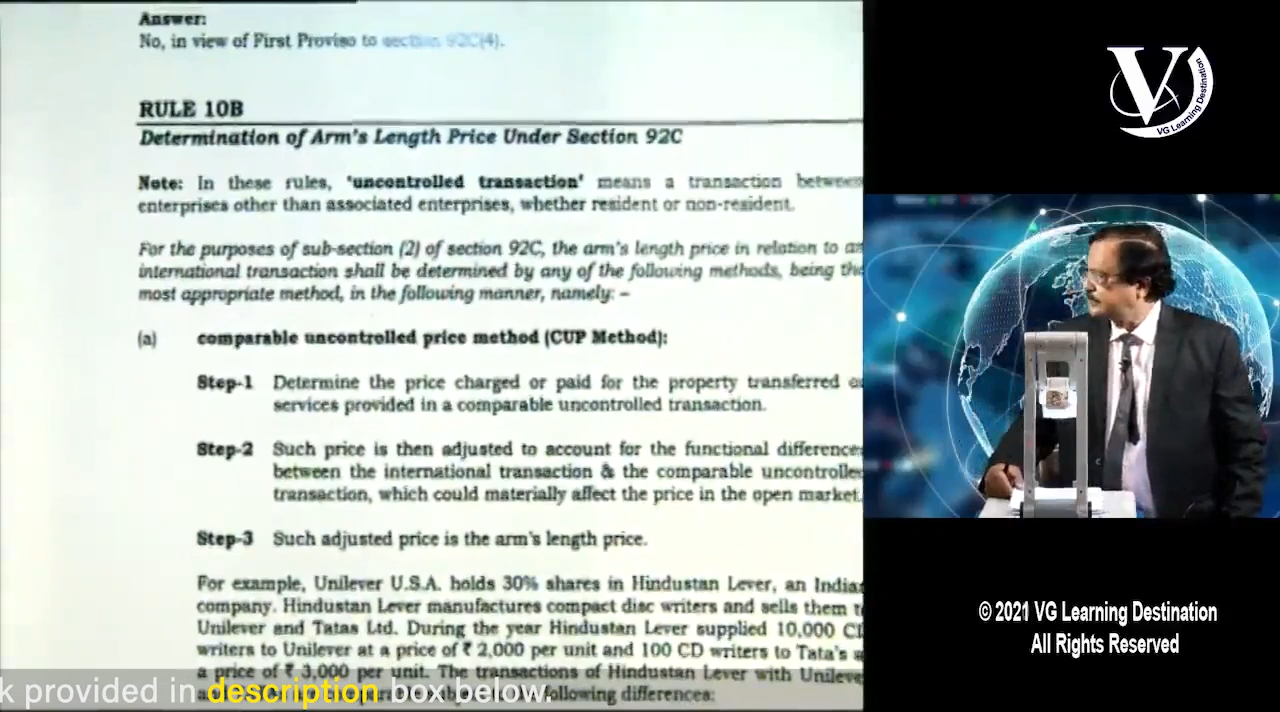 Answer:
No, in view of First Proviso to section 92C(4).
RULE 10B
Determination of Arm's Length Price Under Section 92C
Note: In these rules, 'uncontrolled transaction' means a transaction between
enterprises other than associated enterprises, whether resident or non-resident.
For the purposes of sub-section (2) of section 92C, the arm's length price in relation to an
international transaction shall be determined by any of the following methods, being the
most appropriate method, in the following manner, namely: –
(a) comparable uncontrolled price method (CUP Method):
Step-1 Determine the price charged or paid for the property transferred or
services provided in a comparable uncontrolled transaction.
Step-2 Such price is then adjusted to account for the functional difference
between the international transaction & the comparable uncontrolled
transaction, which could materially affect the price in the open market.
Step-3 Such adjusted price is the arm's length price.
For example, Unilever U.S.A. holds 30% shares in Hindustan Lever, an India
company. Hindustan Lever manufactures compact disc writers and sells them t
Unilever and Tatas Ltd. During the year Hindustan Lever supplied 10,000 CD
writers to Unilever at a price of ₹ 2,000 per unit and 100 CD writers to Tata's
a price of ₹ 3,000 per unit. The transactions of Hindustan Lever with Unileve
following differences:
k provided in description box below.
V
VG Learning Destination
© 2021 VG Learning Destination
All Rights Reserved